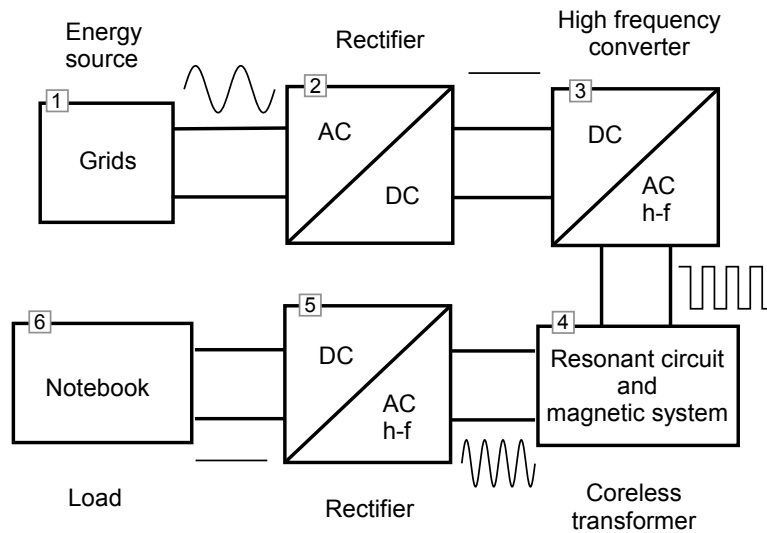 Energy
source
Rectifier
High frequency
converter
1
Grids
2
AC
DC
3
DC
AC
h-f
6
Notebook
5
DC
AC
h-f
4
Resonant circuit
and
magnetic system
Load
Rectifier
Coreless
transformer